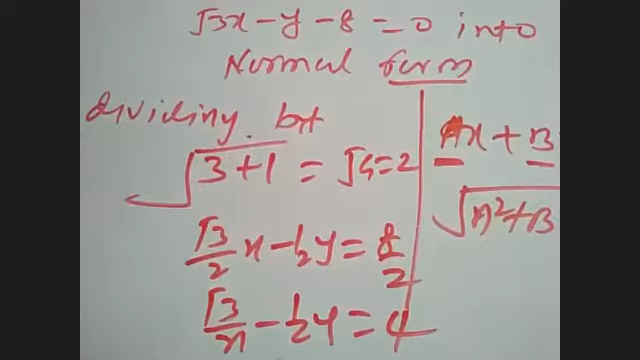 √3x - y - 8 = 0 into
Normal form
dividing by
√3+1 = √4 = 2
Ax + B
√A²+B
√3/2 x - 1/2 y = 8/2
√3/x - 1/2 y = 4